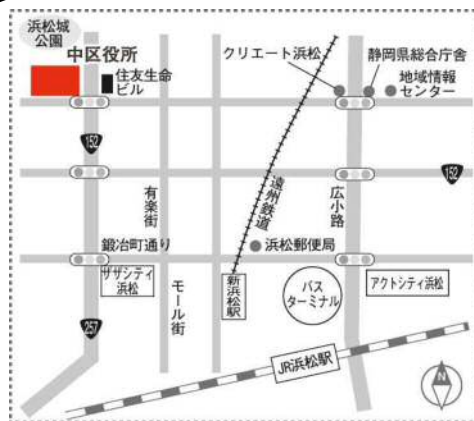 浜松城
公園
中区役所
住友生命
ビル
クリエート浜松
静岡県総合庁舎
地域情報
センター
152
152
有楽街
遠州鉄道
広小路
鍛冶町通り
浜松郵便局
ザザシティ
浜松
モール街
新浜松駅
バス
ターミナル
アクトシティ浜松
257
JR浜松駅
N